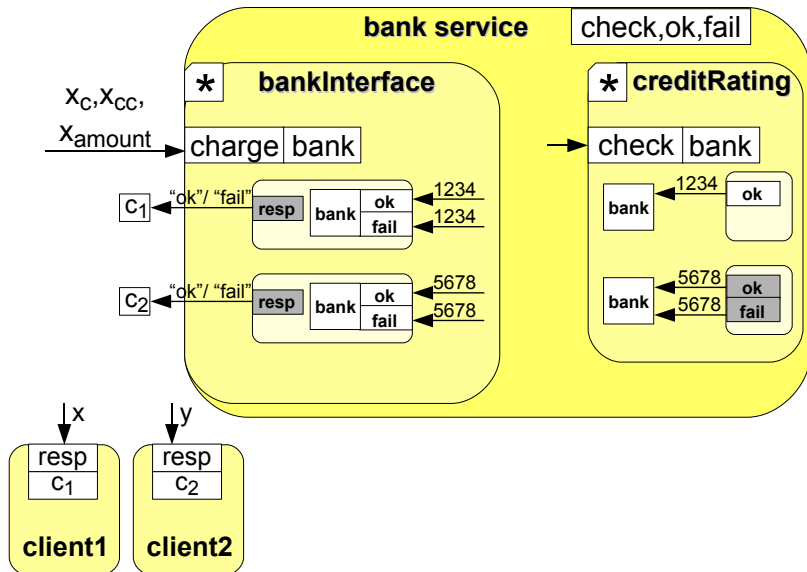 bank service check,ok,fail
* bankInterface
* creditRating
xc,xcc,
xamount
charge bank
check bank
c1 “ok”/ “fail” resp bank ok fail 1234 1234
bank 1234 ok
c2 “ok”/ “fail” resp bank ok fail 5678 5678
bank 5678 5678 ok fail
x
y
resp
c1
client1
resp
c2
client2